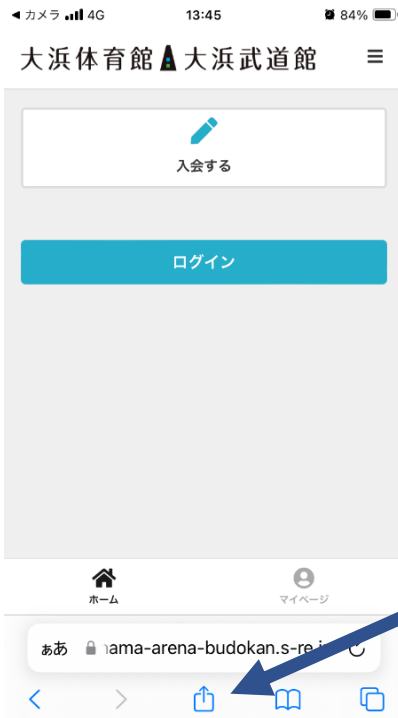 カメラ 4G 13:45 84%
大浜体育館 大浜武道館
入会する
ログイン
ホーム マイページ
ぁあ ama-arena-budokan.s-re.